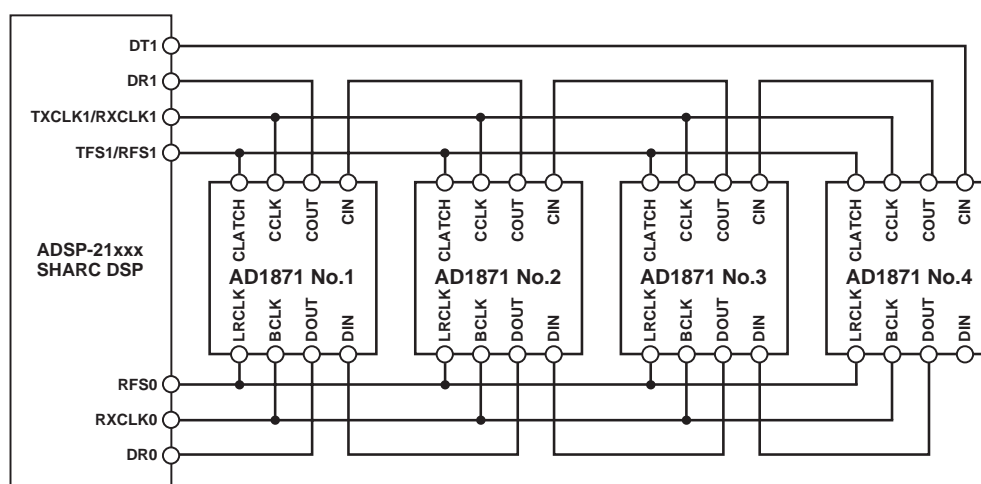 DT1
DR1
TXCLK1/RXCLK1
TFS1/RFS1
ADSP-21xxx
SHARC DSP
RFS0
RXCLK0
DR0
CLATCH
CCLK
COUT
CIN
AD1871 No.1
LRCLK
BCLK
DOUT
DIN
CLATCH
CCLK
COUT
CIN
AD1871 No.2
LRCLK
BCLK
DOUT
DIN
CLATCH
CCLK
COUT
CIN
AD1871 No.3
LRCLK
BCLK
DOUT
DIN
CLATCH
CCLK
COUT
CIN
AD1871 No.4
LRCLK
BCLK
DOUT
DIN